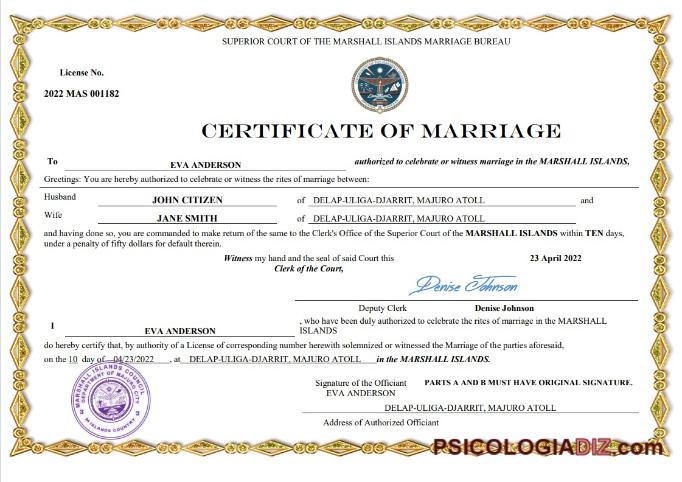 SUPERIOR COURT OF THE MARSHALL ISLANDS MARRIAGE BUREAU
License No.
2022 MAS 001182
CERTIFICATE OF MARRIAGE
To EVA ANDERSON authorized to celebrate or witness marriage in the MARSHALL ISLANDS,
Greetings: You are hereby authorized to celebrate or witness the rites of marriage between:
Husband JOHN CITIZEN of DELAP-ULIGA-DJARRIT, MAJURO ATOLL and
Wife JANE SMITH of DELAP-ULIGA-DJARRIT, MAJURO ATOLL
and having done so, you are commanded to make return of the same to the Clerk's Office of the Superior Court of the MARSHALL ISLANDS within TEN days,
under a penalty of fifty dollars for default therein.
Witness my hand and the seal of said Court this 23 April 2022
Clerk of the Court,
Denise Johnson
Deputy Clerk Denise Johnson
I EVA ANDERSON , who have been duly authorized to celebrate the rites of marriage in the MARSHALL
ISLANDS
do hereby certify that, by authority of a License of corresponding number herewith solemnized or witnessed the Marriage of the parties aforesaid,
on the 10 day of 04/23/2022 , at DELAP-ULIGA-DJARRIT, MAJURO ATOLL in the MARSHALL ISLANDS.
MARSHALL ISLANDS COUNCIL
DEPARTMENT OF MAJURO CITY
Signature of the Officiant PARTS A AND B MUST HAVE ORIGINAL SIGNATURE.
EVA ANDERSON
DELAP-ULIGA-DJARRIT, MAJURO ATOLL
Address of Authorized Officiant
PSICOLOGIADIZ.com